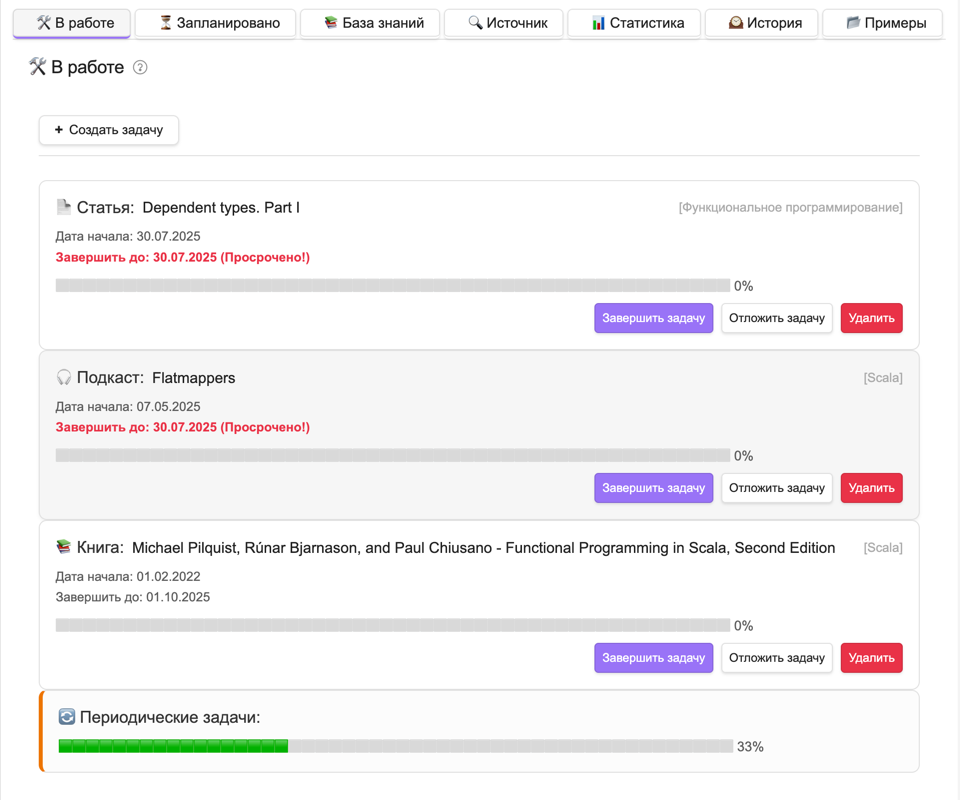 В работе
Запланировано
База знаний
Источник
Статистика
История
Примеры
В работе ?
+ Создать задачу
Статья: Dependent types. Part I [Функциональное программирование]
Дата начала: 30.07.2025
Завершить до: 30.07.2025 (Просрочено!)
0%
Завершить задачу Отложить задачу Удалить
Подкаст: Flatmappers [Scala]
Дата начала: 07.05.2025
Завершить до: 30.07.2025 (Просрочено!)
0%
Завершить задачу Отложить задачу Удалить
Книга: Michael Pilquist, Rúnar Bjarnason, and Paul Chiusano - Functional Programming in Scala, Second Edition [Scala]
Дата начала: 01.02.2022
Завершить до: 01.10.2025
0%
Завершить задачу Отложить задачу Удалить
Периодические задачи:
33%